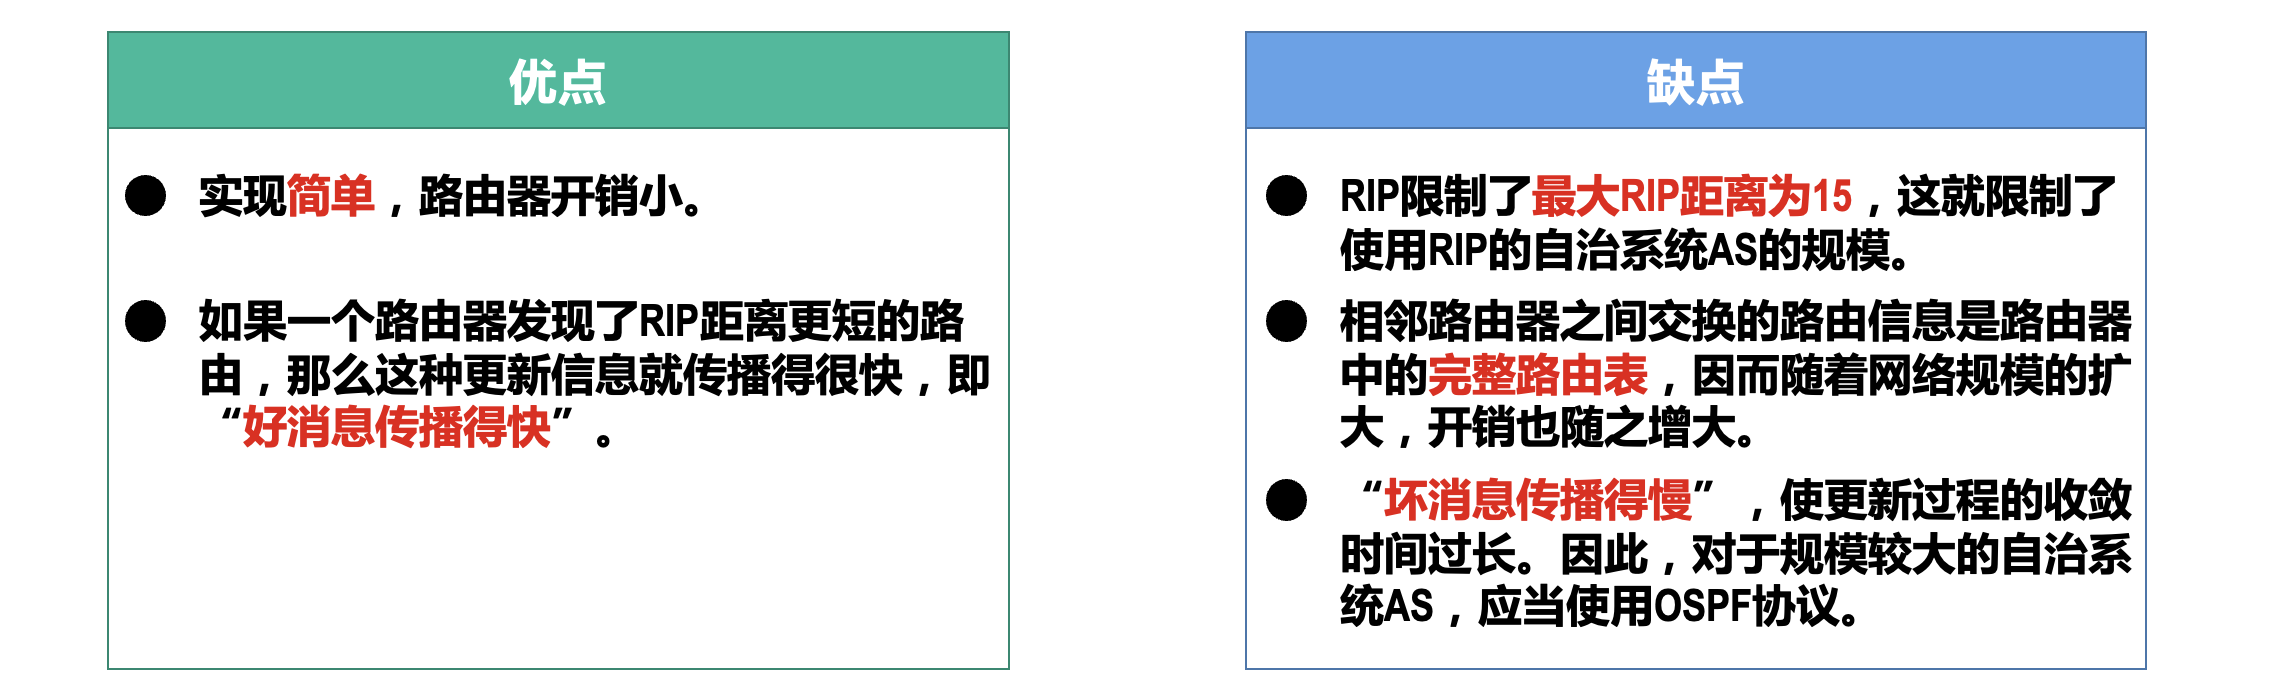 优点
实现简单，路由器开销小。
如果一个路由器发现了RIP距离更短的路
由，那么这种更新信息就传播得很快，即
“好消息传播得快”。
缺点
RIP限制了最大RIP距离为15，这就限制了
使用RIP的自治系统AS的规模。
相邻路由器之间交换的路由信息是路由器
中的完整路由表，因而随着网络规模的扩
大，开销也随之增大。
“坏消息传播得慢”，使更新过程的收敛
时间过长。因此，对于规模较大的自治系
统AS，应当使用OSPF协议。